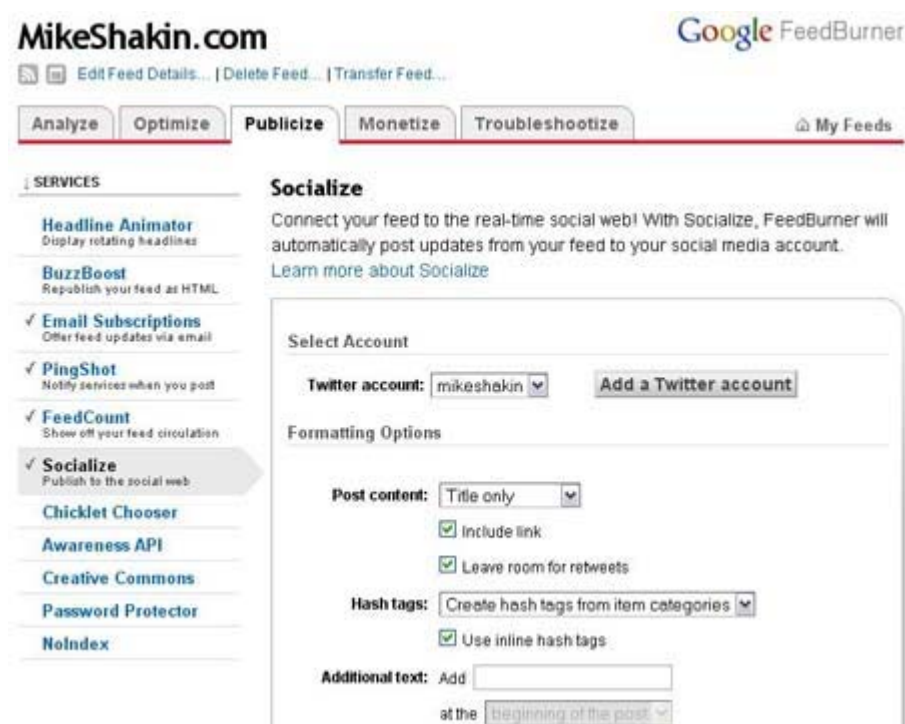 MikeShakin.com
Google FeedBurner
Edit Feed Details... | Delete Feed... | Transfer Feed...
Analyze Optimize Publicize Monetize Troubleshootize My Feeds
SERVICES
Headline Animator
Display rotating headlines
BuzzBoost
Republish your feed as HTML
✓ Email Subscriptions
Offer feed updates via email
✓ PingShot
Notify services when you post
✓ FeedCount
Show off your feed circulation
✓ Socialize
Publish to the social web
Chicklet Chooser
Awareness API
Creative Commons
Password Protector
NoIndex
Socialize
Connect your feed to the real-time social web! With Socialize, FeedBurner will
automatically post updates from your feed to your social media account.
Learn more about Socialize
Select Account
Twitter account: mikeshakin Add a Twitter account
Formatting Options
Post content: Title only
Include link
Leave room for retweets
Hash tags: Create hash tags from item categories
Use inline hash tags
Additional text: Add
at the beginning of the post